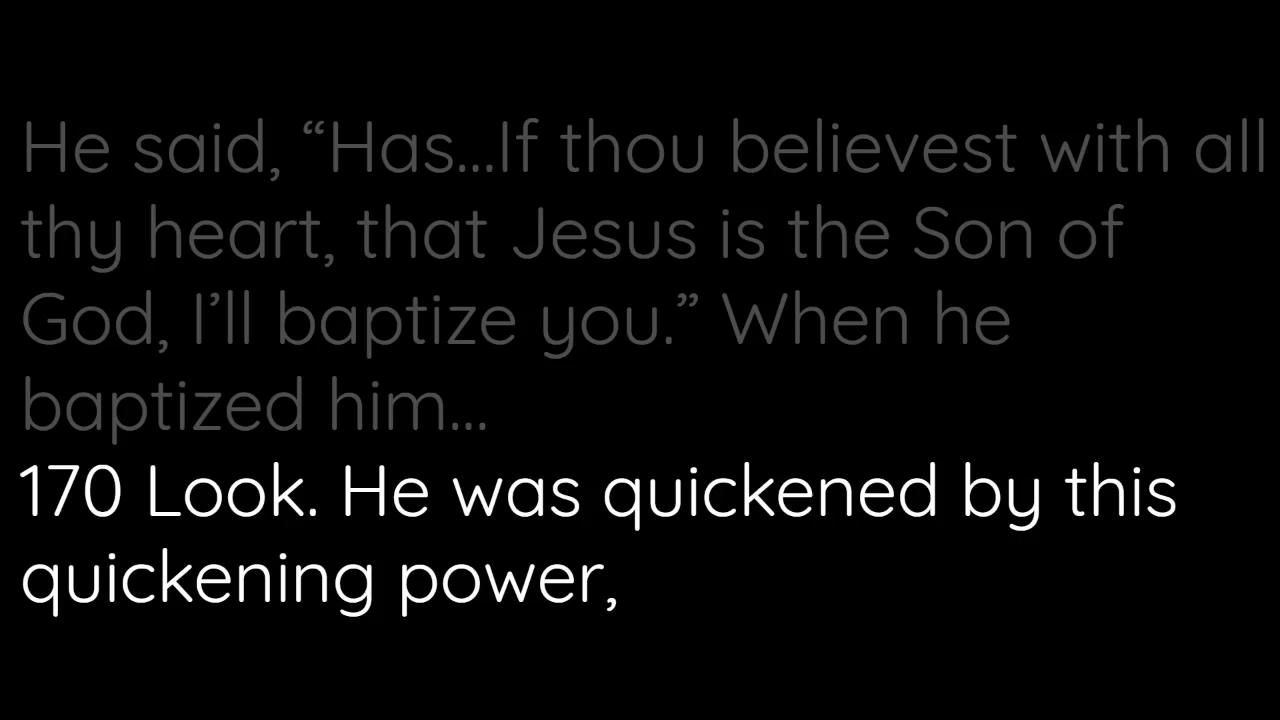 He said, “Has...If thou believest with all
thy heart, that Jesus is the Son of
God, I’ll baptize you.” When he
baptized him...
170 Look. He was quickened by this
quickening power,